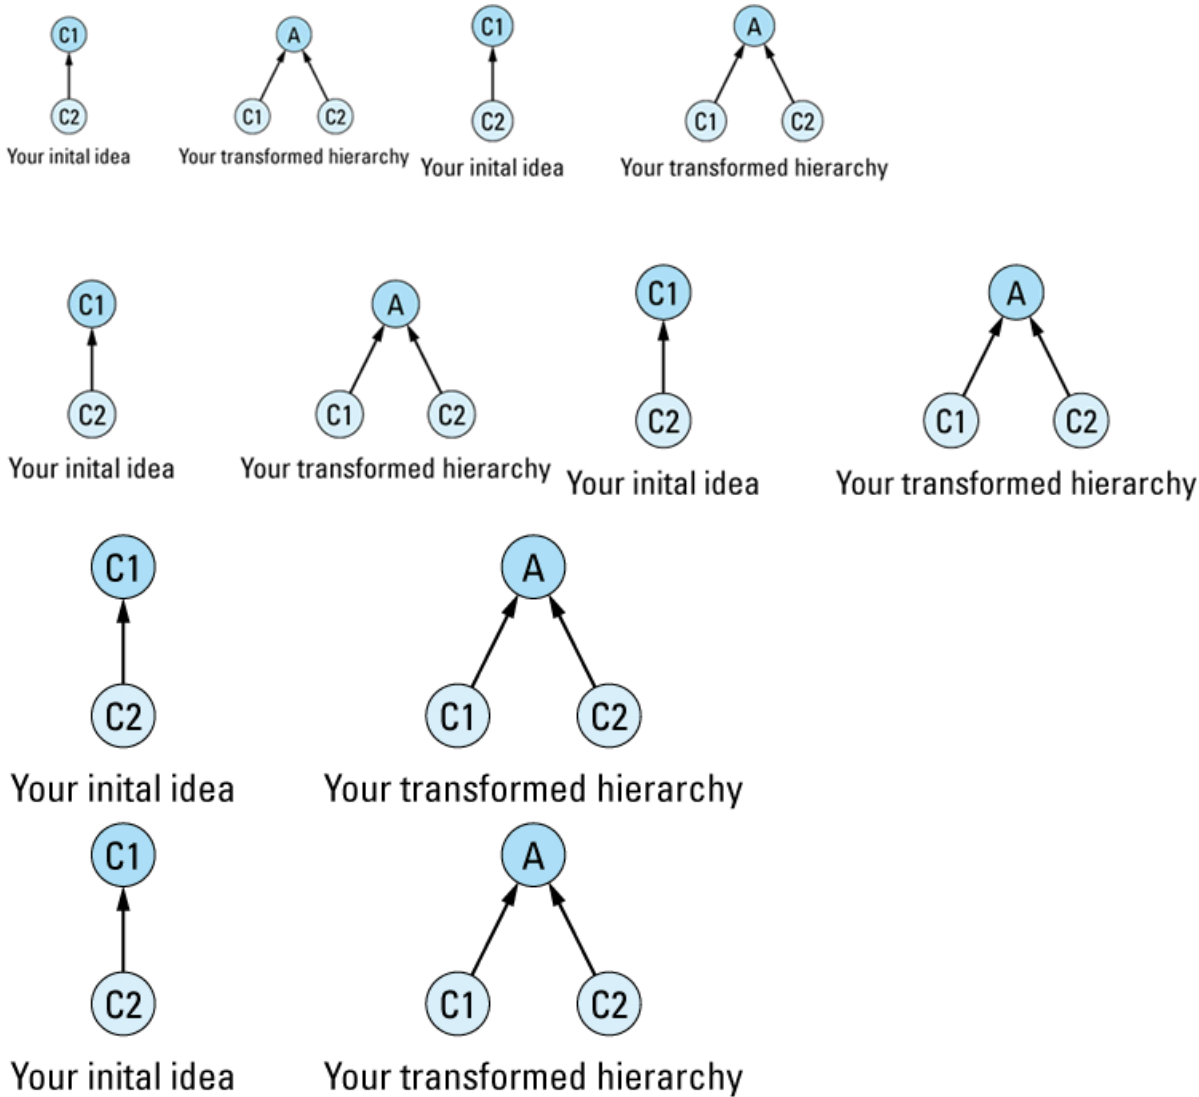 C1 A C1 A
C2 C1 C2 C2 C1 C2
Your inital idea Your transformed hierarchy Your inital idea Your transformed hierarchy
C1 A C1 A
C2 C1 C2 C2 C1 C2
Your inital idea Your transformed hierarchy Your inital idea Your transformed hierarchy
C1 A
C2 C1 C2
Your inital idea Your transformed hierarchy
C1 A
C2 C1 C2
Your inital idea Your transformed hierarchy